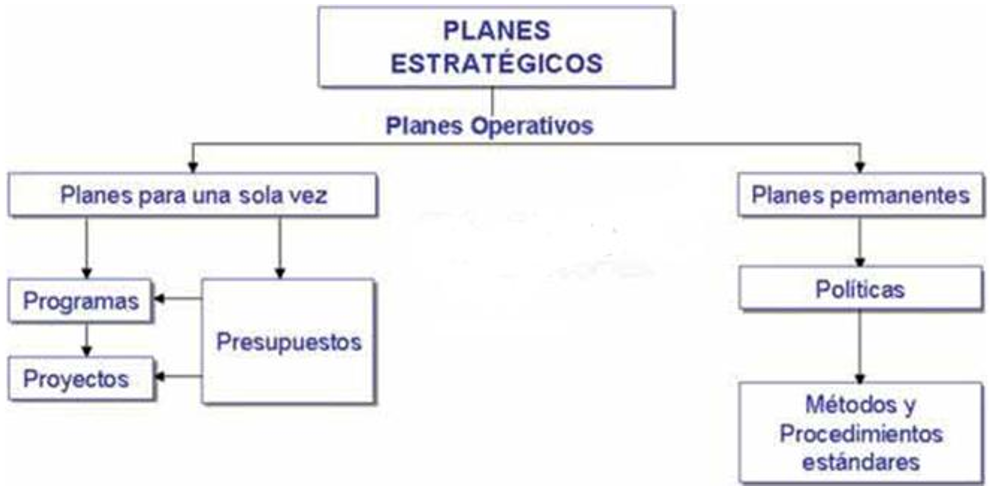 PLANES
ESTRATÉGICOS
Planes Operativos
Planes para una sola vez
Planes permanentes
Programas
Presupuestos
Proyectos
Políticas
Métodos y
Procedimientos
estándares